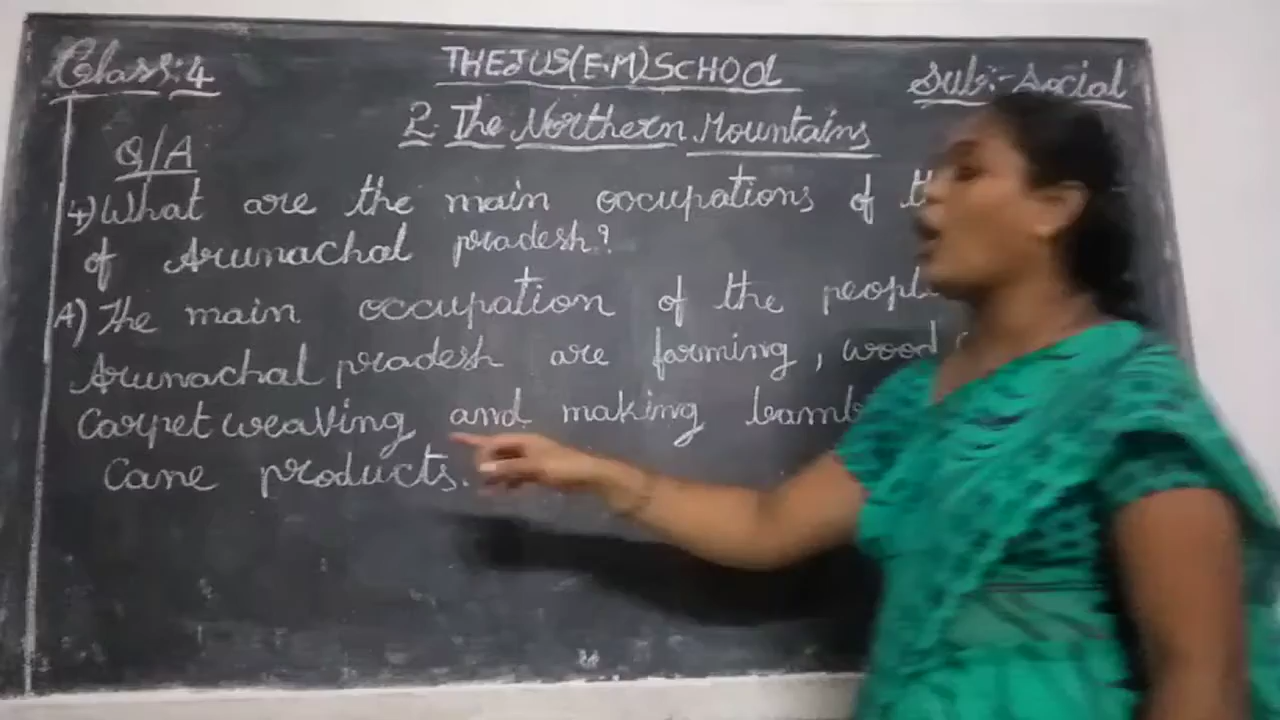 Class:4
THEJUS(E.M)SCHOOL
Sub:-Social
2. The Northern Mountains
Q/A
4) What are the main occupations of
of Arunachal pradesh?
A) The main occupation of the
Arunachal pradesh are farming, wood
Carpet weaving and making
Cane products.